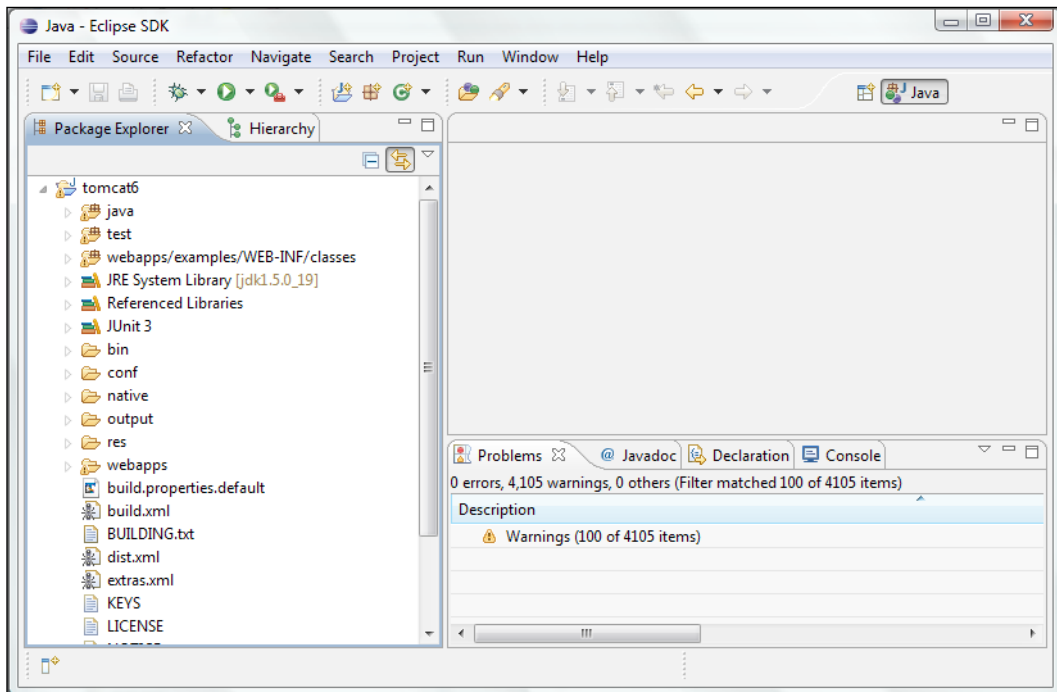 Java - Eclipse SDK
File Edit Source Refactor Navigate Search Project Run Window Help
Java
Package Explorer Hierarchy
tomcat6
java
test
webapps/examples/WEB-INF/classes
JRE System Library [jdk1.5.0_19]
Referenced Libraries
JUnit 3
bin
conf
native
output
res
webapps
build.properties.default
build.xml
BUILDING.txt
dist.xml
extras.xml
KEYS
LICENSE
Problems @ Javadoc Declaration Console
0 errors, 4,105 warnings, 0 others (Filter matched 100 of 4105 items)
Description
Warnings (100 of 4105 items)